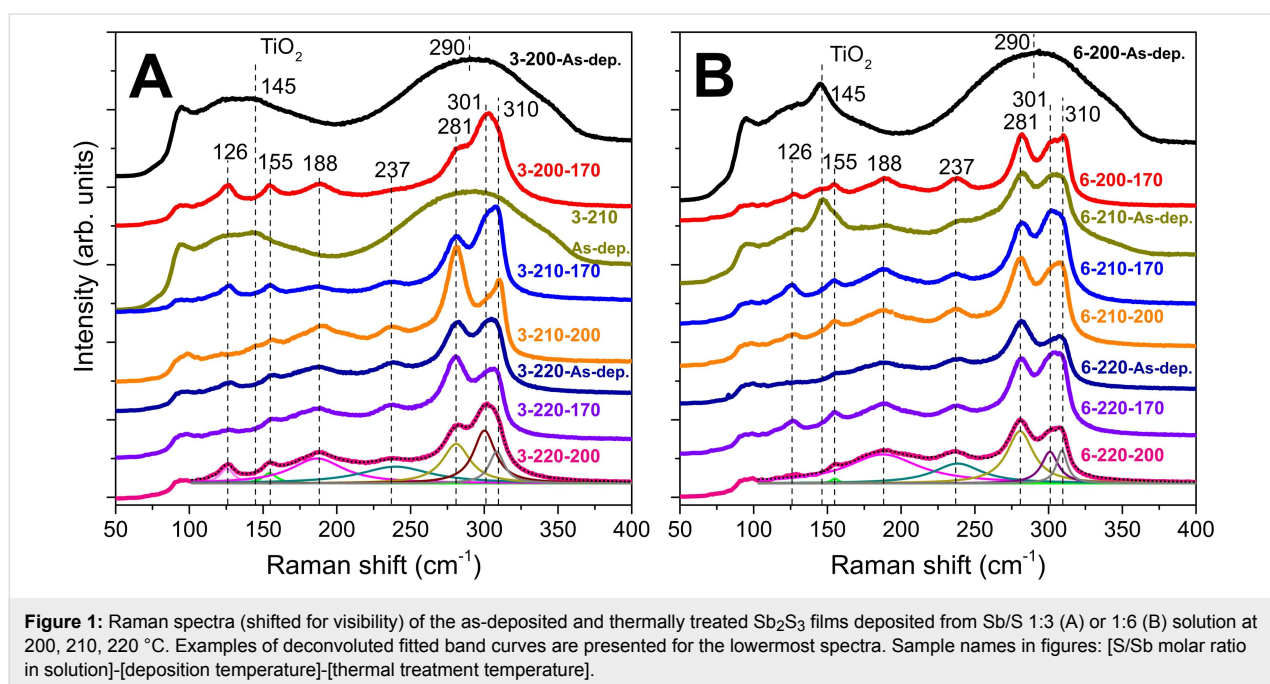 A
TiO₂
145
290
3-200-As-dep.
301
310
281
126
155
188
237
3-200-170
3-210
As-dep.
3-210-170
3-210-200
3-220-As-dep.
3-220-170
3-220-200
Intensity (arb. units)
50 100 150 200 250 300 350 400
Raman shift (cm⁻¹)
B
TiO₂
145
290
6-200-As-dep.
301
310
281
126
155
188
237
6-200-170
6-210-As-dep.
6-210-170
6-210-200
6-220-As-dep.
6-220-170
6-220-200
50 100 150 200 250 300 350 400
Raman shift (cm⁻¹)
Figure 1: Raman spectra (shifted for visibility) of the as-deposited and thermally treated Sb₂S₃ films deposited from Sb/S 1:3 (A) or 1:6 (B) solution at
200, 210, 220 °C. Examples of deconvoluted fitted band curves are presented for the lowermost spectra. Sample names in figures: [S/Sb molar ratio
in solution]-[deposition temperature]-[thermal treatment temperature].